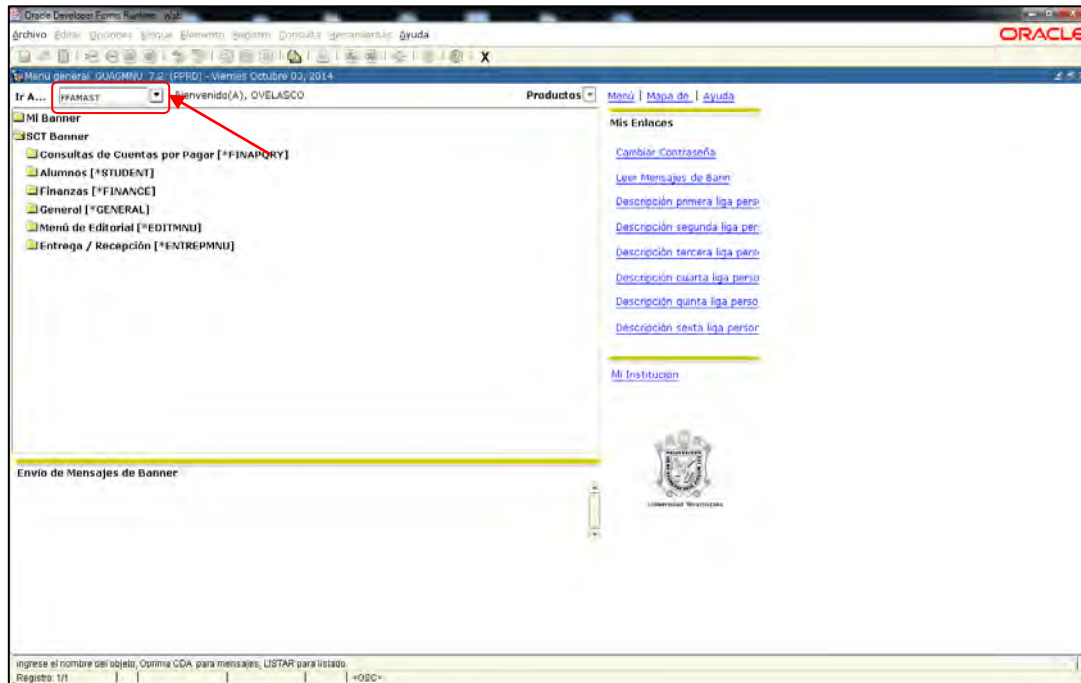 Oracle Developer Forms Runtime - Web
Archivo Editar Opciones Bloque Elemento Registro Consulta Herramientas Ayuda
ORACLE
X
Menú general GUAGMNU 7.2 (PPRD) - Viernes Octubre 03, 2014
Ir A... FFAMAST Bienvenido(A), OVELASCO Productos Menú | Mapa de | Ayuda
Mi Banner
SCT Banner
Consultas de Cuentas por Pagar [*FINAPQRY]
Alumnos [*STUDENT]
Finanzas [*FINANCE]
General [*GENERAL]
Menú de Editorial [*EDITMNU]
Entrega / Recepción [*ENTREPMNU]
Mis Enlaces
Cambiar Contraseña
Leer Mensajes de Bann
Descripción primera liga pers
Descripción segunda liga per
Descripción tercera liga pers
Descripción cuarta liga perso
Descripción quinta liga perso
Descripción sexta liga persor
Mi Institución
Universidad Veracruzana
Envío de Mensajes de Banner
ingrese el nombre del objeto, Oprima CDA para mensajes, LISTAR para listado
Registro: 1/1 <OSC>